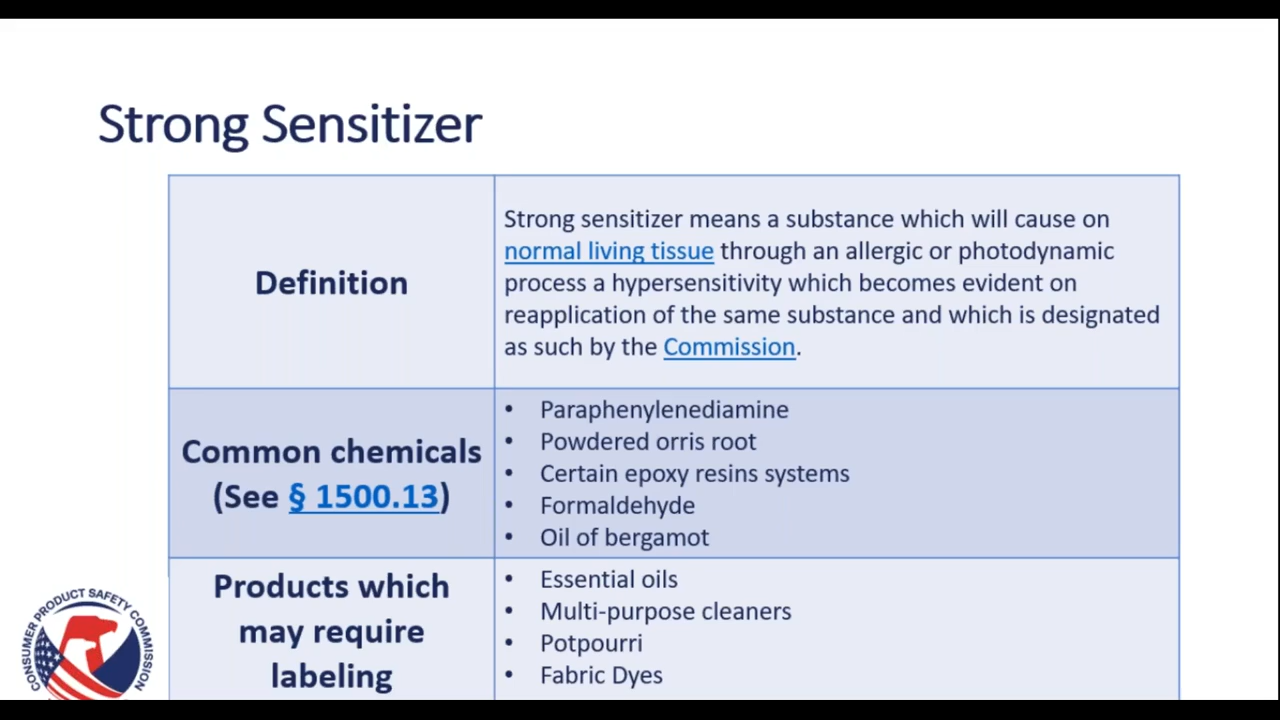 Strong Sensitizer
Definition
Strong sensitizer means a substance which will cause on
normal living tissue through an allergic or photodynamic
process a hypersensitivity which becomes evident on
reapplication of the same substance and which is designated
as such by the Commission.
Common chemicals
(See § 1500.13)
• Paraphenylenediamine
• Powdered orris root
• Certain epoxy resins systems
• Formaldehyde
• Oil of bergamot
Products which
may require
labeling
• Essential oils
• Multi-purpose cleaners
• Potpourri
• Fabric Dyes
CONSUMER PRODUCT SAFETY COMMISSION